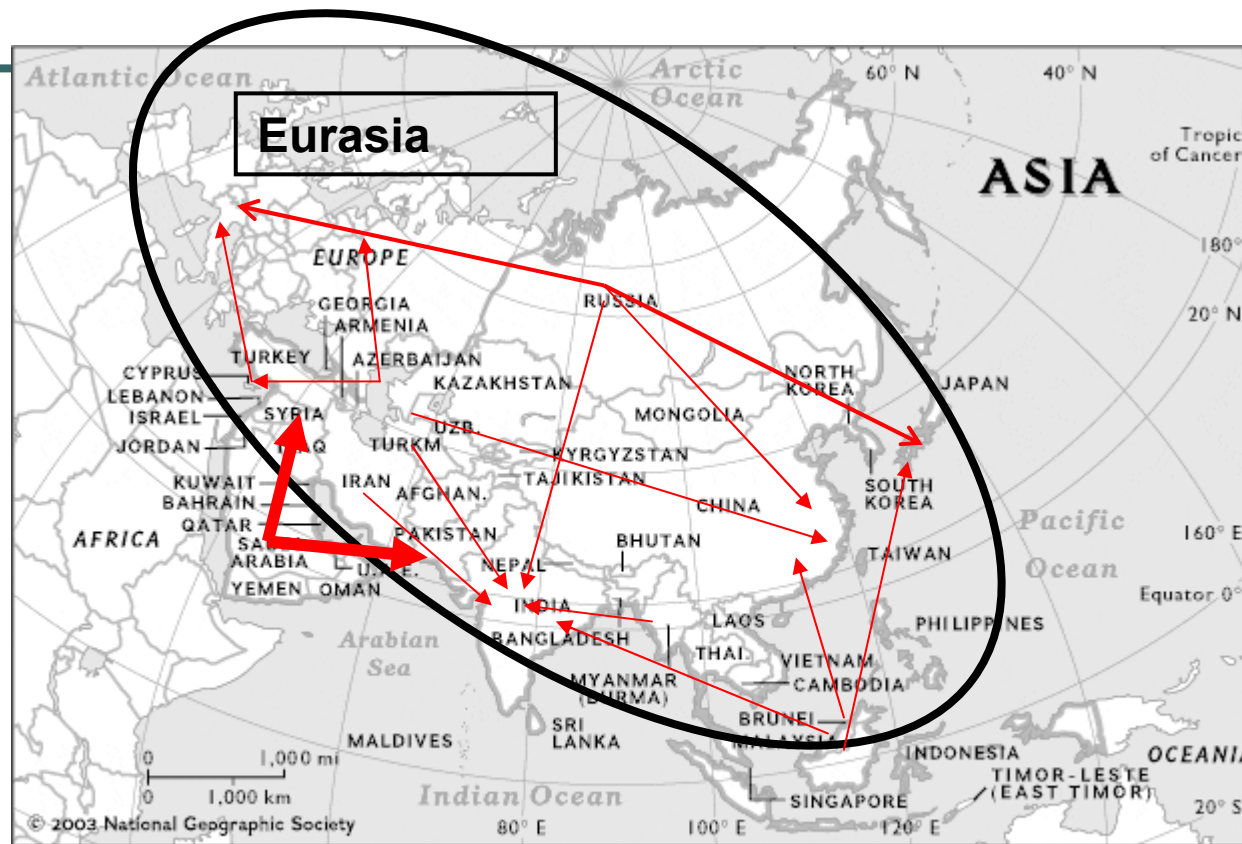 Atlantic Ocean
Arctic
Ocean
60° N
40° N
Tropic
of Cancer
Eurasia
ASIA
180°
EUROPE
GEORGIA
ARMENIA
RUSSIA
20° N
TURKEY
AZERBAIJAN
CYPRUS
KAZAKHSTAN
NORTH
KOREA
JAPAN
LEBANON
ISRAEL
SYRIA
MONGOLIA
UZB.
JORDAN
IRAQ
TURKM.
KYRGYZSTAN
TAJIKISTAN
KUWAIT
IRAN
AFGHAN.
SOUTH
KOREA
BAHRAIN
CHINA
QATAR
PAKISTAN
Pacific
Ocean
160° E
AFRICA
SAUDI
ARABIA
BHUTAN
TAIWAN
U.A.E.
NEPAL
YEMEN
OMAN
INDIA
Equator 0°
LAOS
PHILIPPINES
Arabian
Sea
BANGLADESH
THAI.
VIETNAM
MYANMAR
(BURMA)
CAMBODIA
BRUNEI
SRI
LANKA
MALDIVES
MALAYSIA
INDONESIA
OCEANIA
0
1,000 mi
0
1,000 km
TIMOR-LESTE
(EAST TIMOR)
Indian Ocean
SINGAPORE
20° S
© 2003 National Geographic Society
80° E
100° E
120° E